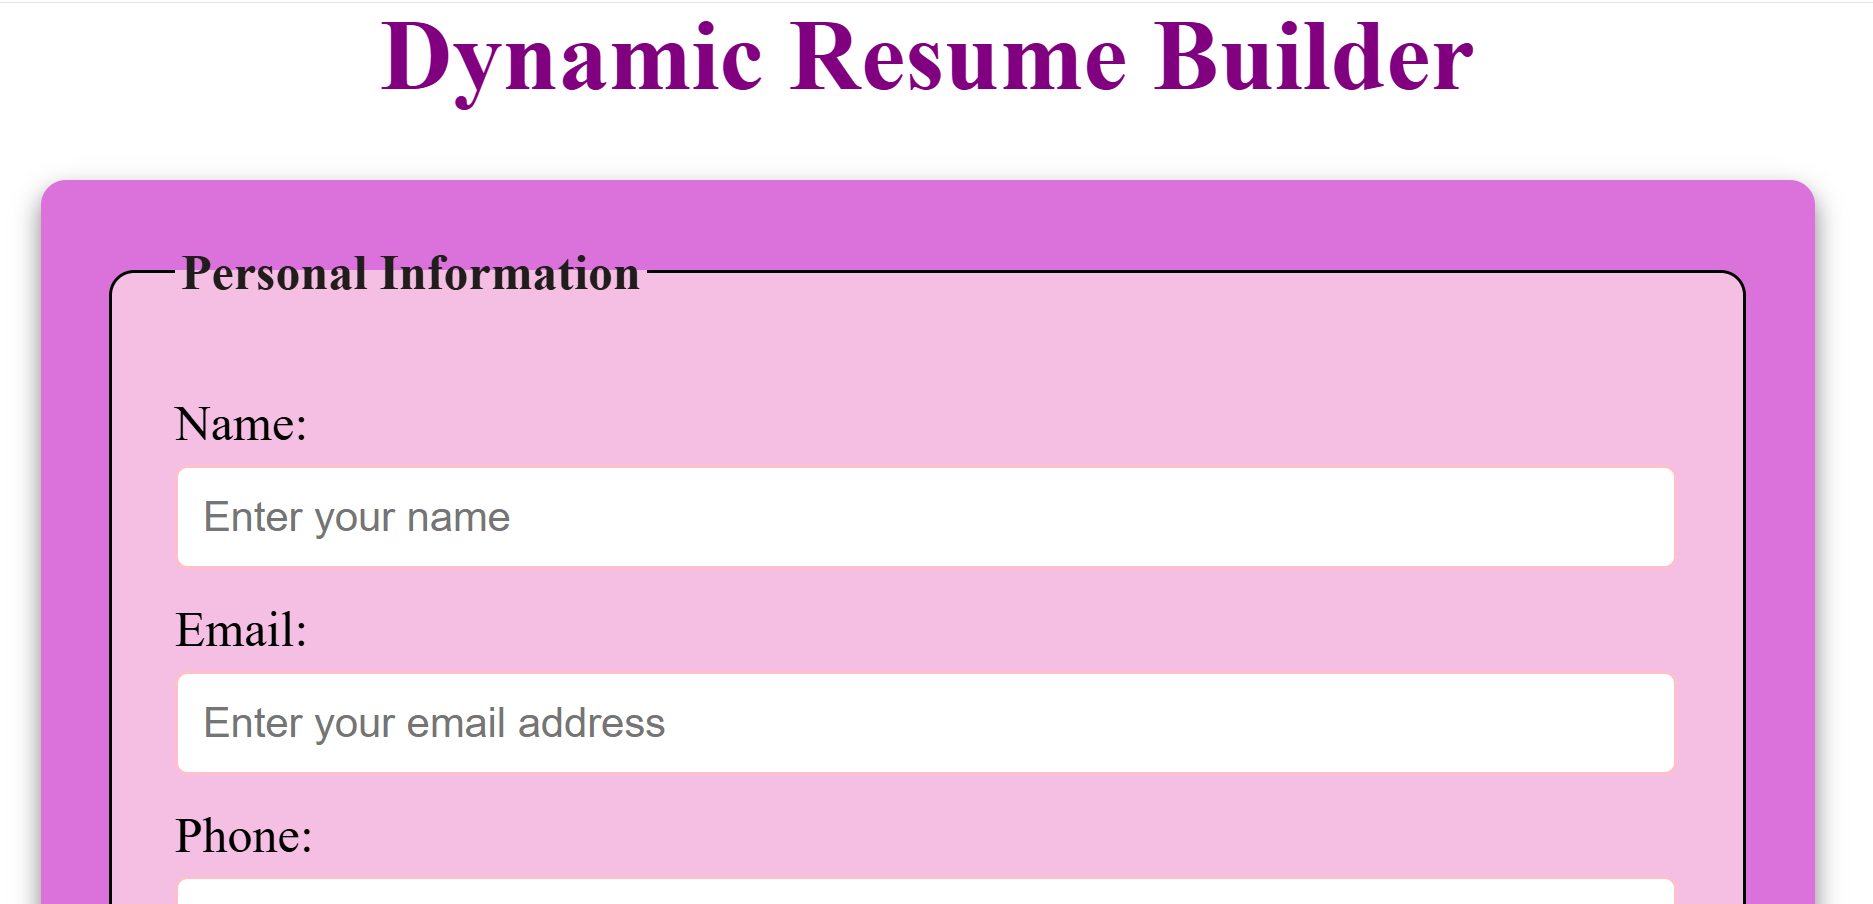 Dynamic Resume Builder
Personal Information
Name:
Enter your name
Email:
Enter your email address
Phone: